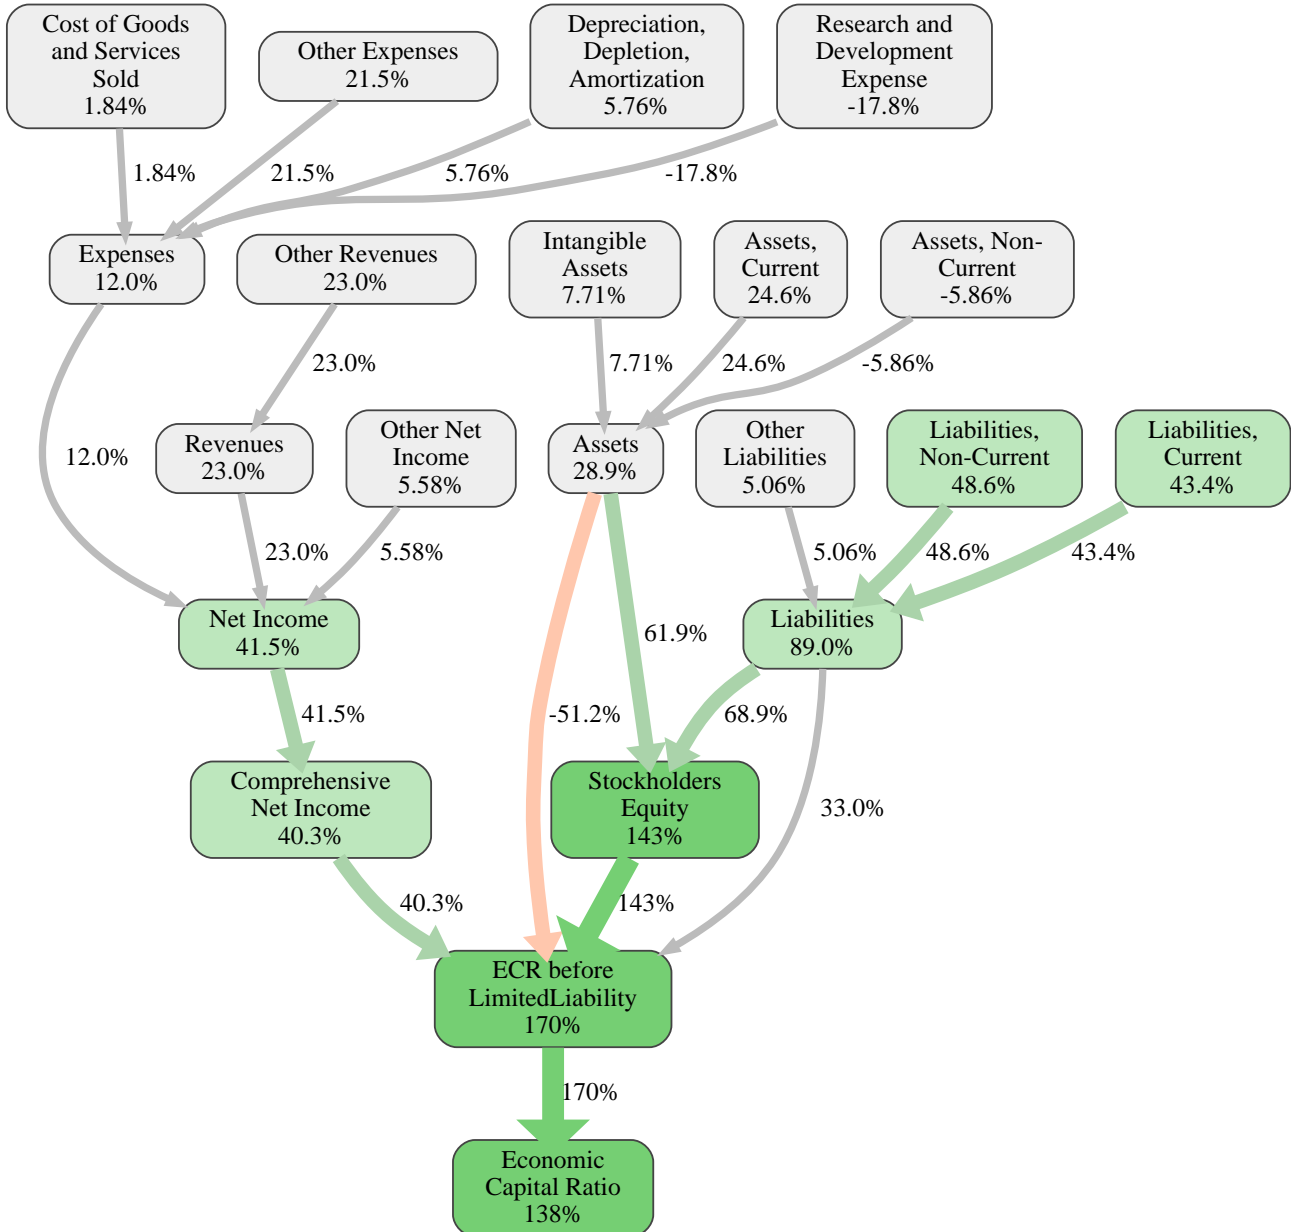 Cost of Goods
and Services
Sold
1.84%
Other Expenses
21.5%
Depreciation,
Depletion,
Amortization
5.76%
Research and
Development
Expense
-17.8%
1.84%
21.5%
5.76%
-17.8%
Expenses
12.0%
Other Revenues
23.0%
Intangible
Assets
7.71%
Assets,
Current
24.6%
Assets, Non-
Current
-5.86%
23.0%
7.71%
24.6%
-5.86%
12.0%
Revenues
23.0%
Other Net
Income
5.58%
Assets
28.9%
Other
Liabilities
5.06%
Liabilities,
Non-Current
48.6%
Liabilities,
Current
43.4%
23.0%
5.58%
5.06%
48.6%
43.4%
Net Income
41.5%
61.9%
Liabilities
89.0%
41.5%
-51.2%
68.9%
Comprehensive
Net Income
40.3%
Stockholders
Equity
143%
33.0%
40.3%
143%
ECR before
LimitedLiability
170%
170%
Economic
Capital Ratio
138%